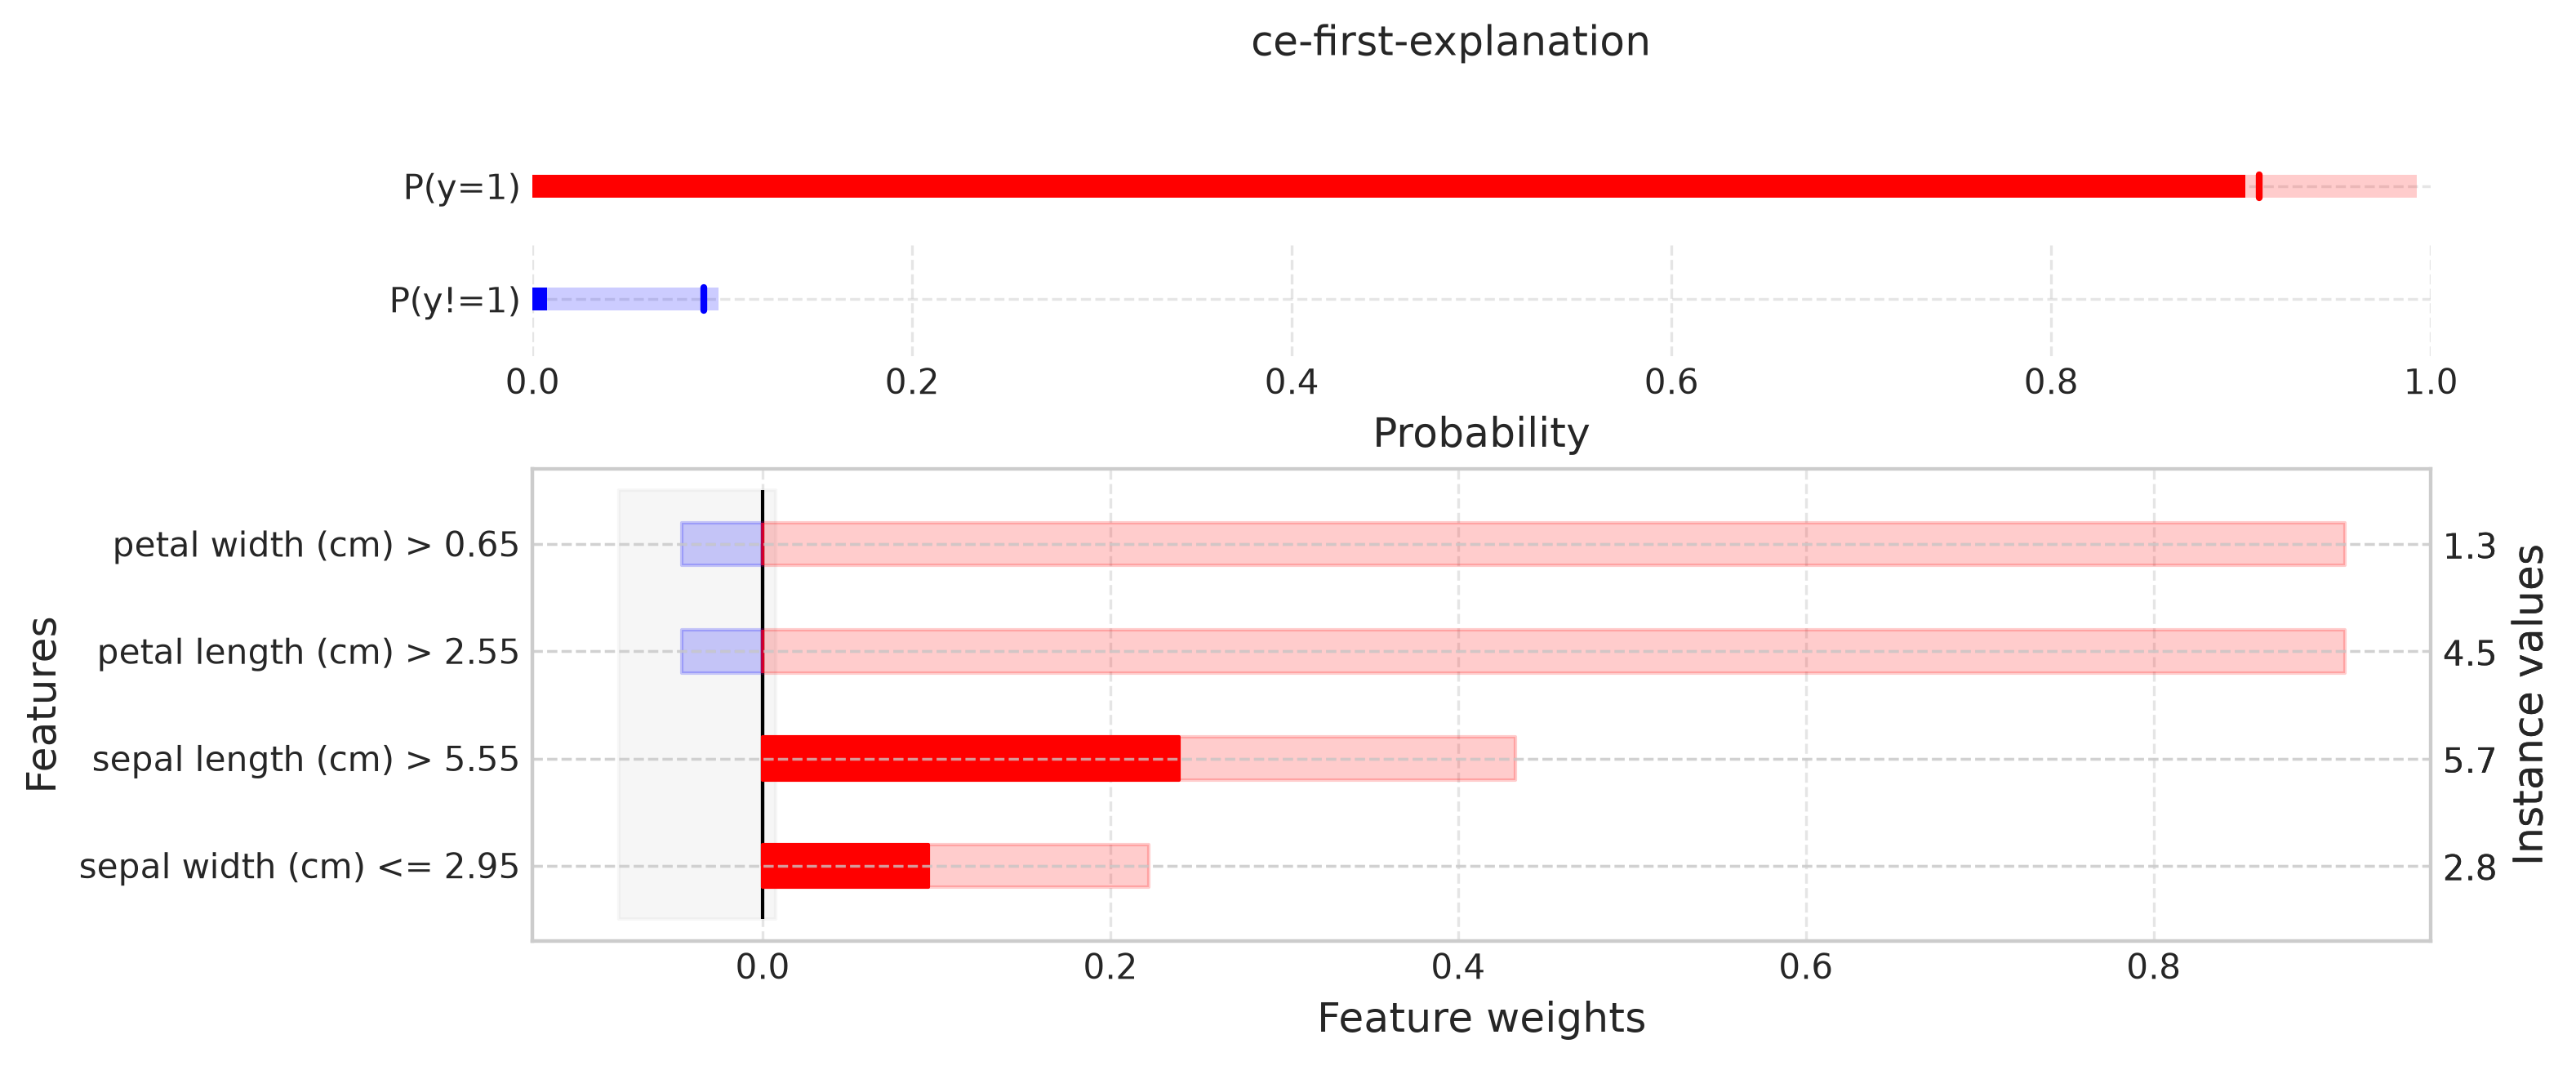 ce-first-explanation
P(y=1)
P(y!=1)
0.0 0.2 0.4 0.6 0.8 1.0
Probability
Features
petal width (cm) > 0.65 1.3
petal length (cm) > 2.55 4.5
sepal length (cm) > 5.55 5.7
sepal width (cm) <= 2.95 2.8
Instance values
0.0 0.2 0.4 0.6 0.8
Feature weights